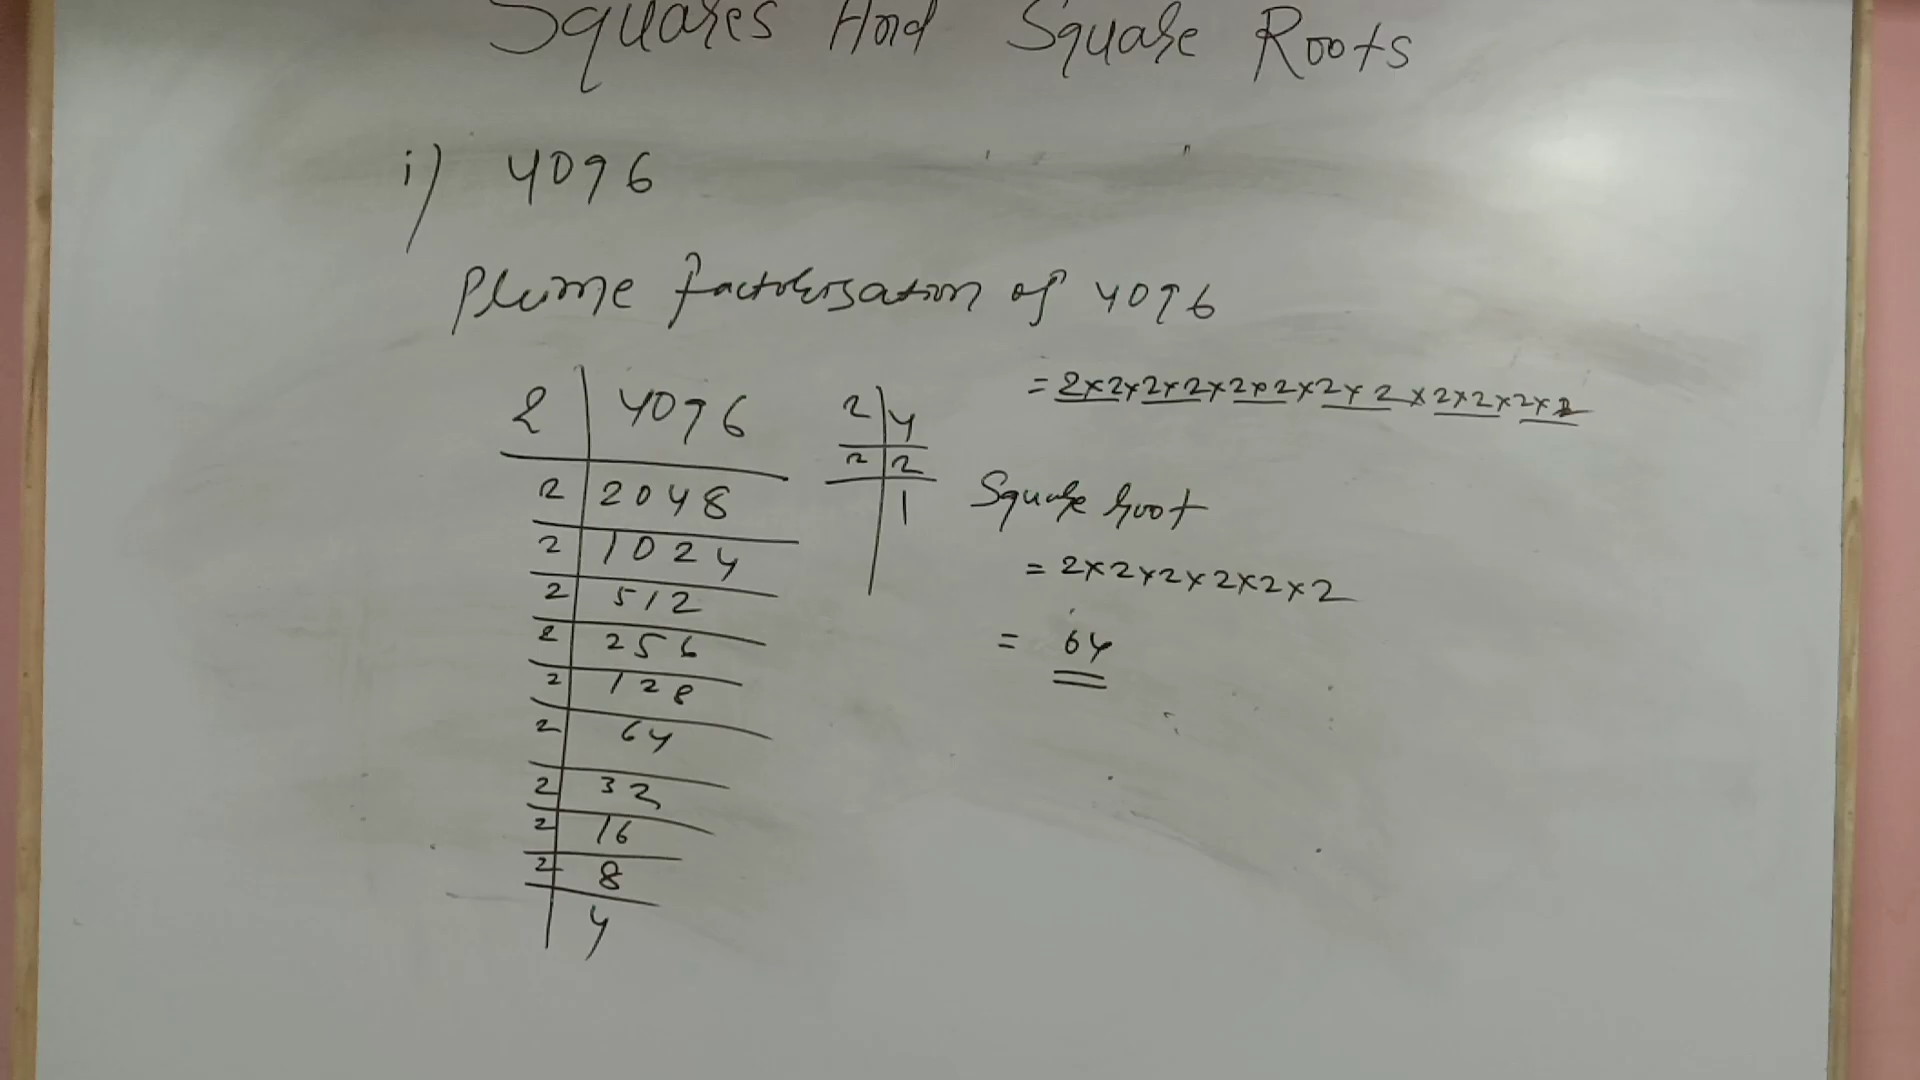 Squares And Square Roots
i) 4096
Prime factorisation of 4096
2 | 4096
2 | 2048
2 | 1024
2 | 512
2 | 256
2 | 128
2 | 64
2 | 32
2 | 16
2 | 8
4
2 | 4
2 | 2
1
= 2×2×2×2×2×2×2×2×2×2×2×2
Square root
= 2×2×2×2×2×2
= 64